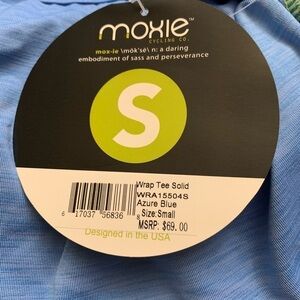 moxie
CYCLING CO.
mox·ie \mŏk'sē\ n: a daring
embodiment of sass and perseverance
S
Wrap Tee Solid
WRA15504S
Azure Blue
Size:Small
MSRP: $69.00
6 17037 56836
Designed in the USA